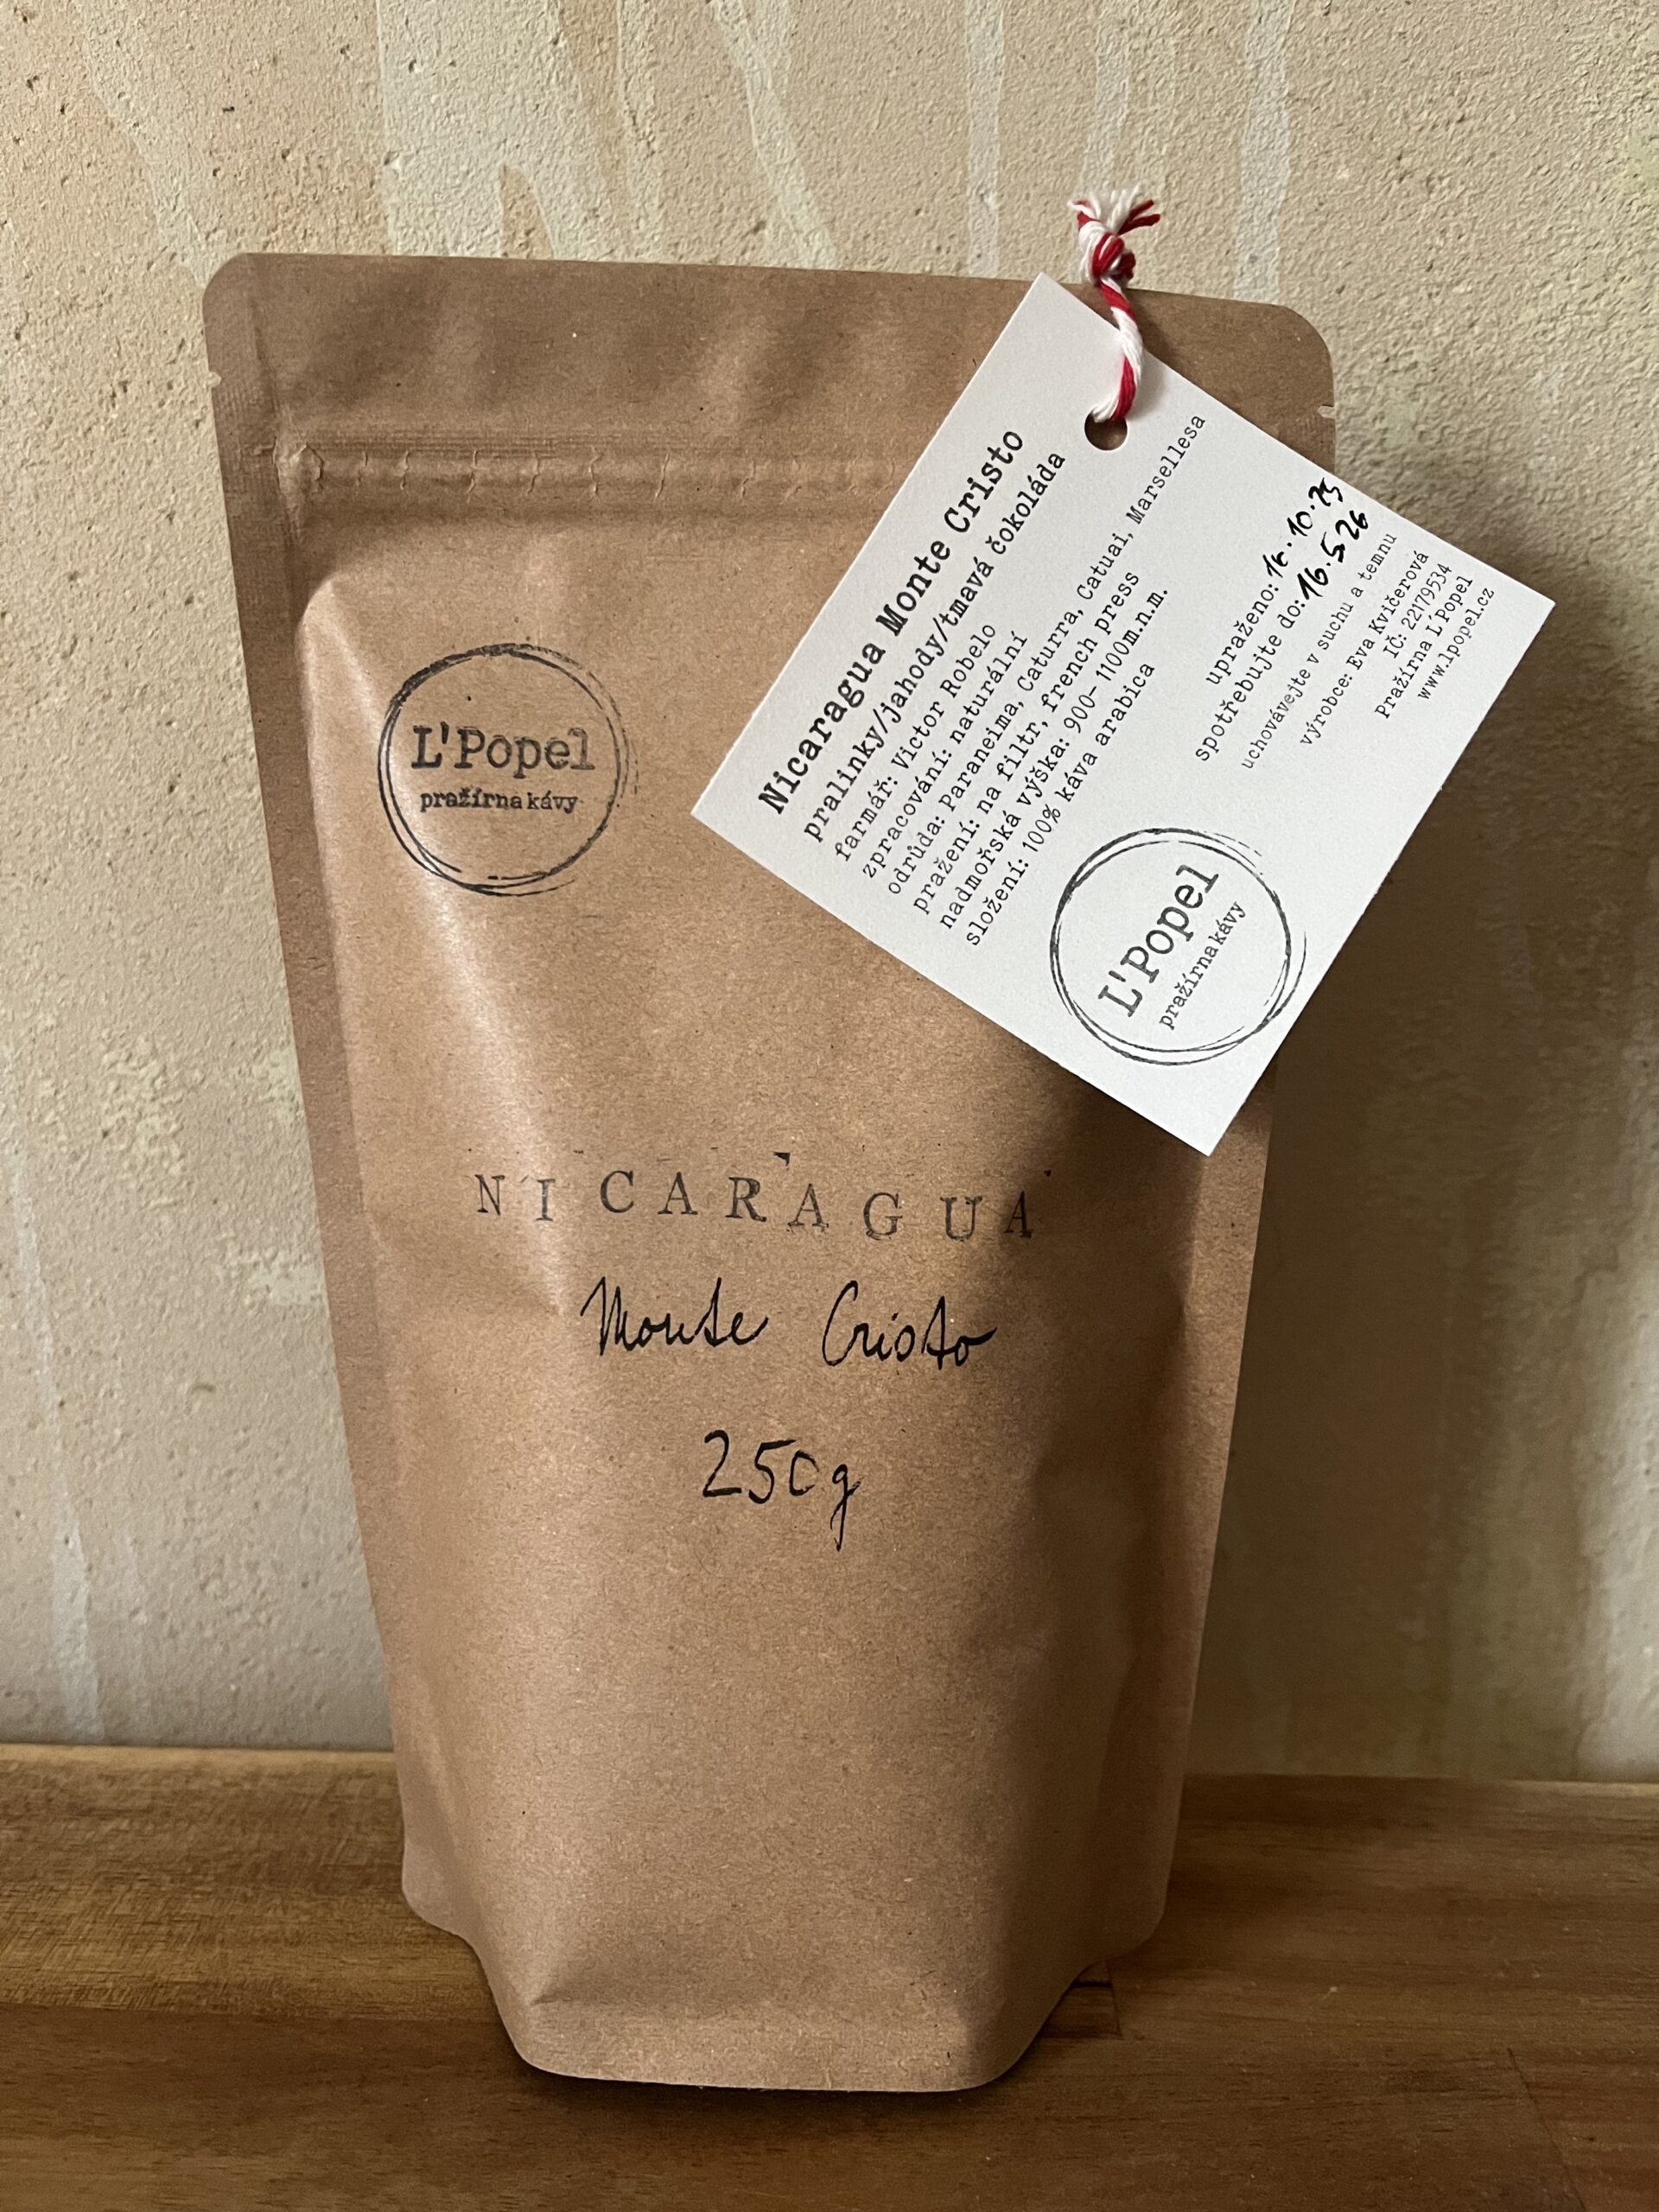 L'Popel
pražírna kávy
NICARAGUA
Monte Cristo
250g
Nicaragua Monte Cristo
pralinky/jahody/tmavá čokoláda
farmář: Victor Robelo
zpracování: naturální
odrůda: Paraneima, Caturra, Catuai, Marsellesa
pražení: na filtr, french press
nadmořská výška: 900-1100m.n.m.
složení: 100% káva arabica
upraženo: 16.10.25
spotřebujte do: 16.5.26
uchovávejte v suchu a temnu
výrobce: Eva Kvičerová
IČ: 22179534
Pražírna L'Popel
www.lpopel.cz
L'Popel
pražírna kávy